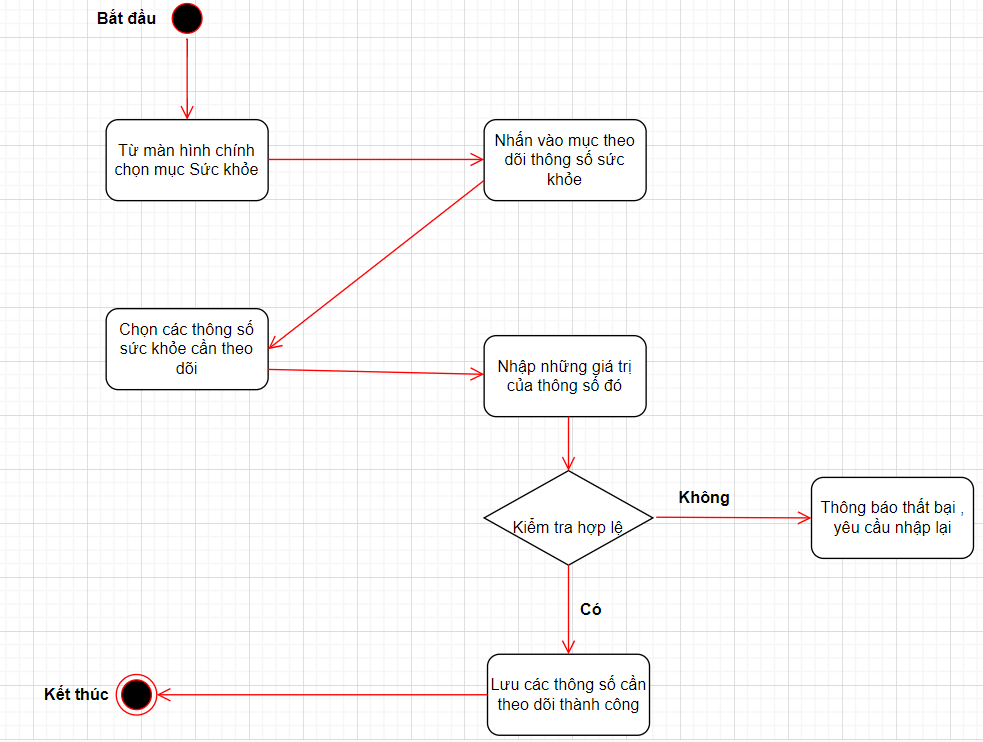 Bắt đầu
Từ màn hình chính
chọn mục Sức khỏe
Nhấn vào mục theo
dõi thông số sức
khỏe
Chọn các thông số
sức khỏe cần theo
dõi
Nhập những giá trị
của thông số đó
Kiểm tra hợp lệ
Không
Thông báo thất bại ,
yêu cầu nhập lại
Có
Lưu các thông số cần
theo dõi thành công
Kết thúc